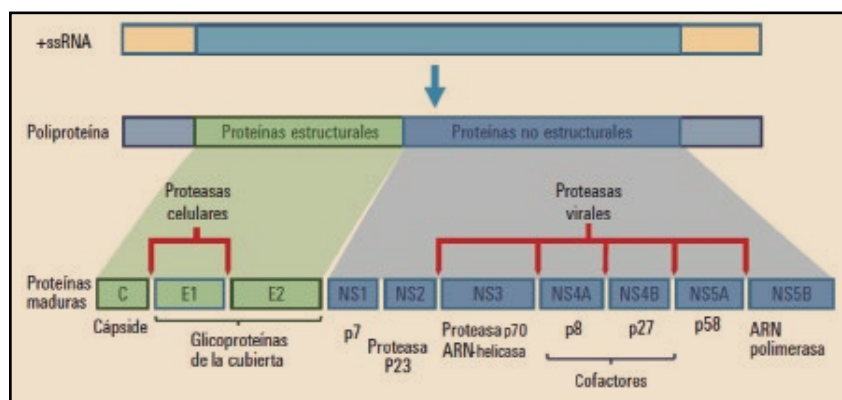 +ssRNA
Poliproteína
Proteínas estructurales
Proteínas no estructurales
Proteasas
celulares
Proteasas
virales
Proteínas
maduras
C
E1
E2
NS1
NS2
NS3
NS4A
NS4B
NS5A
NS5B
Cápside
Glicoproteínas
de la cubierta
p7
Proteasa
P23
Proteasa p70
ARN-helicasa
p8
p27
Cofactores
p58
ARN
polimerasa